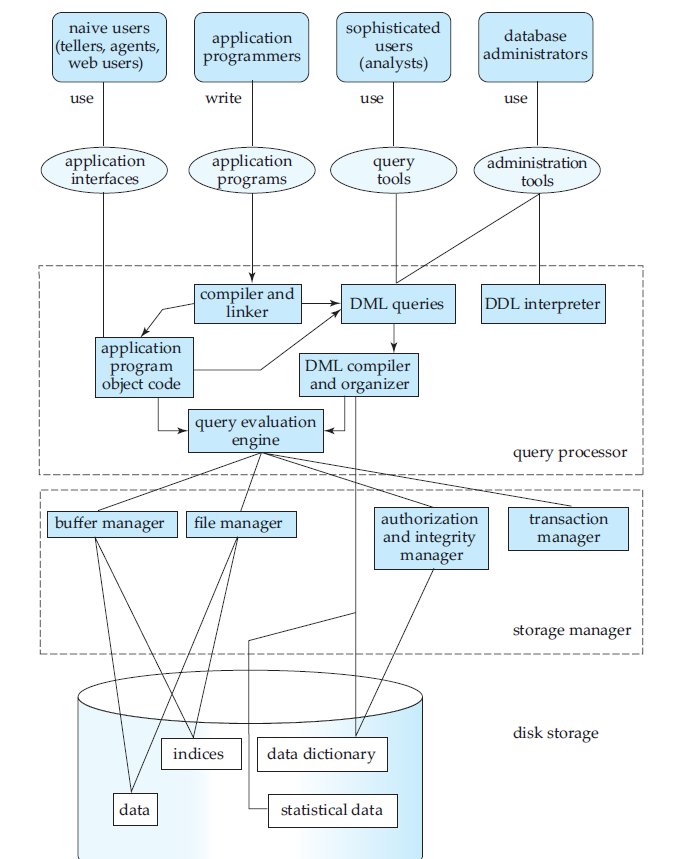 naive users
(tellers, agents,
web users)
application
programmers
sophisticated
users
(analysts)
database
administrators
use
write
use
use
application
interfaces
application
programs
query
tools
administration
tools
compiler and
linker
DML queries
DDL interpreter
application
program
object code
DML compiler
and organizer
query evaluation
engine
query processor
buffer manager
file manager
authorization
and integrity
manager
transaction
manager
storage manager
disk storage
indices
data dictionary
data
statistical data